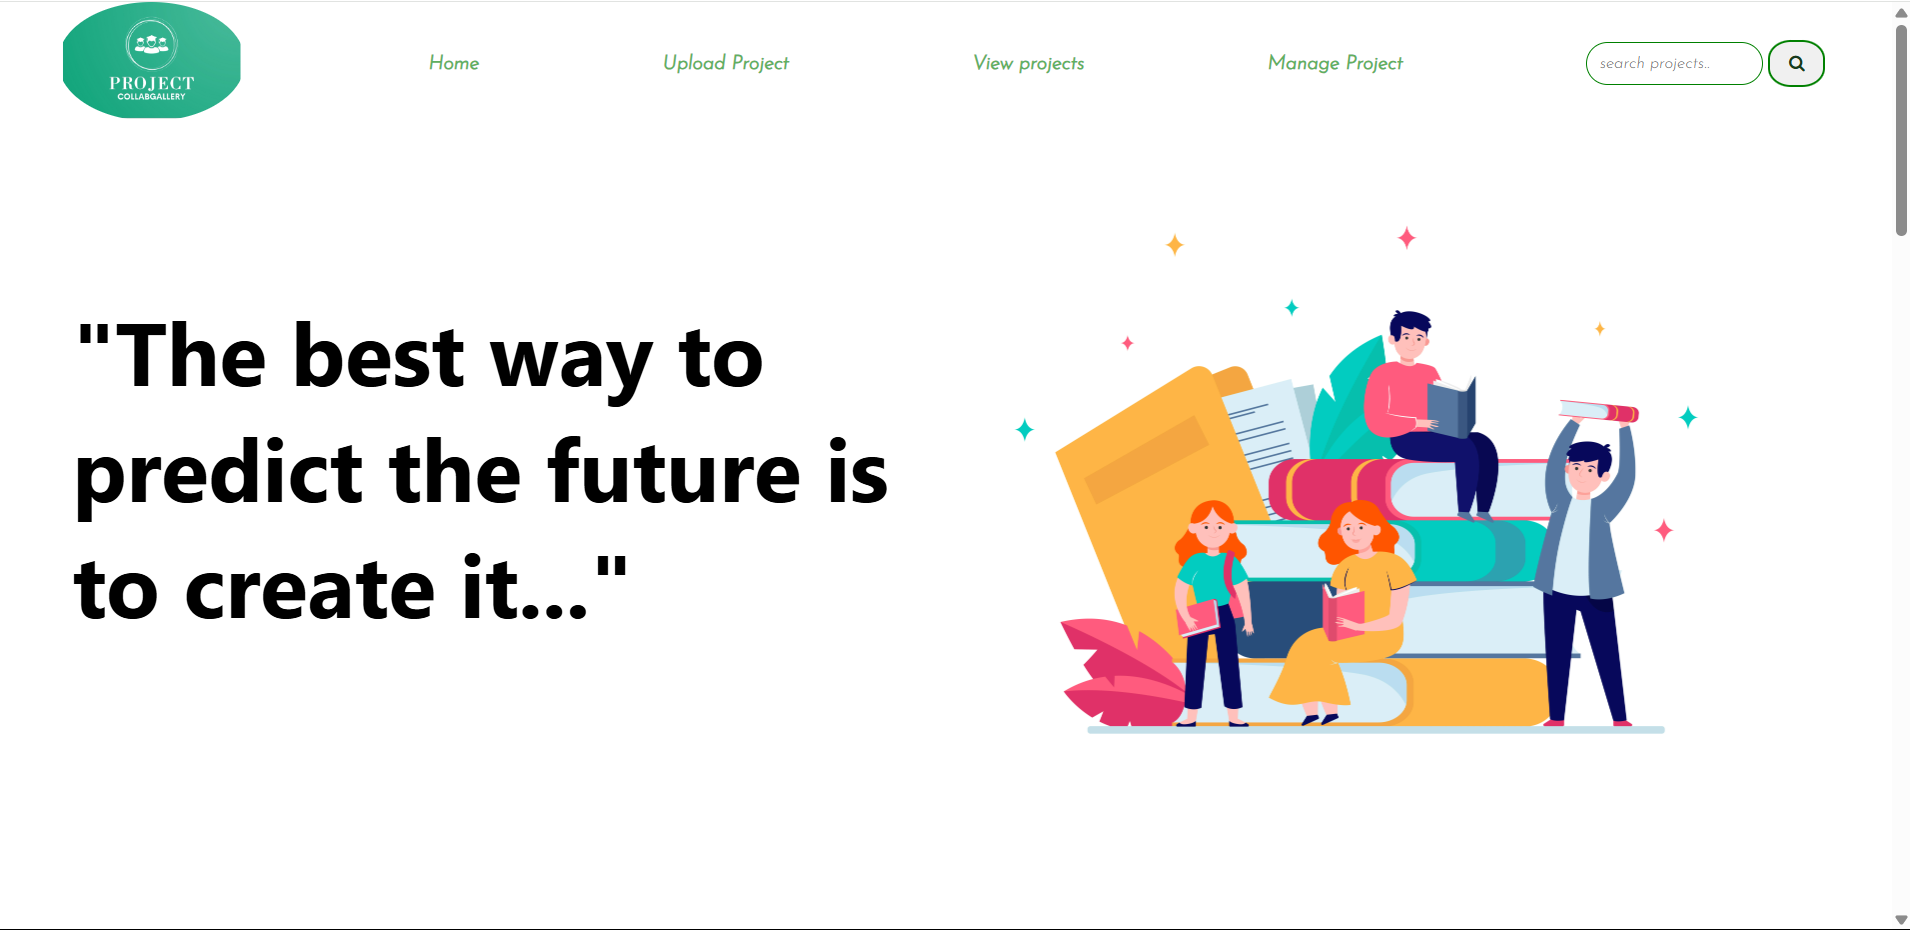 PROJECT
COLLABGALLERY
Home
Upload Project
View projects
Manage Project
search projects..
"The best way to
predict the future is
to create it..."